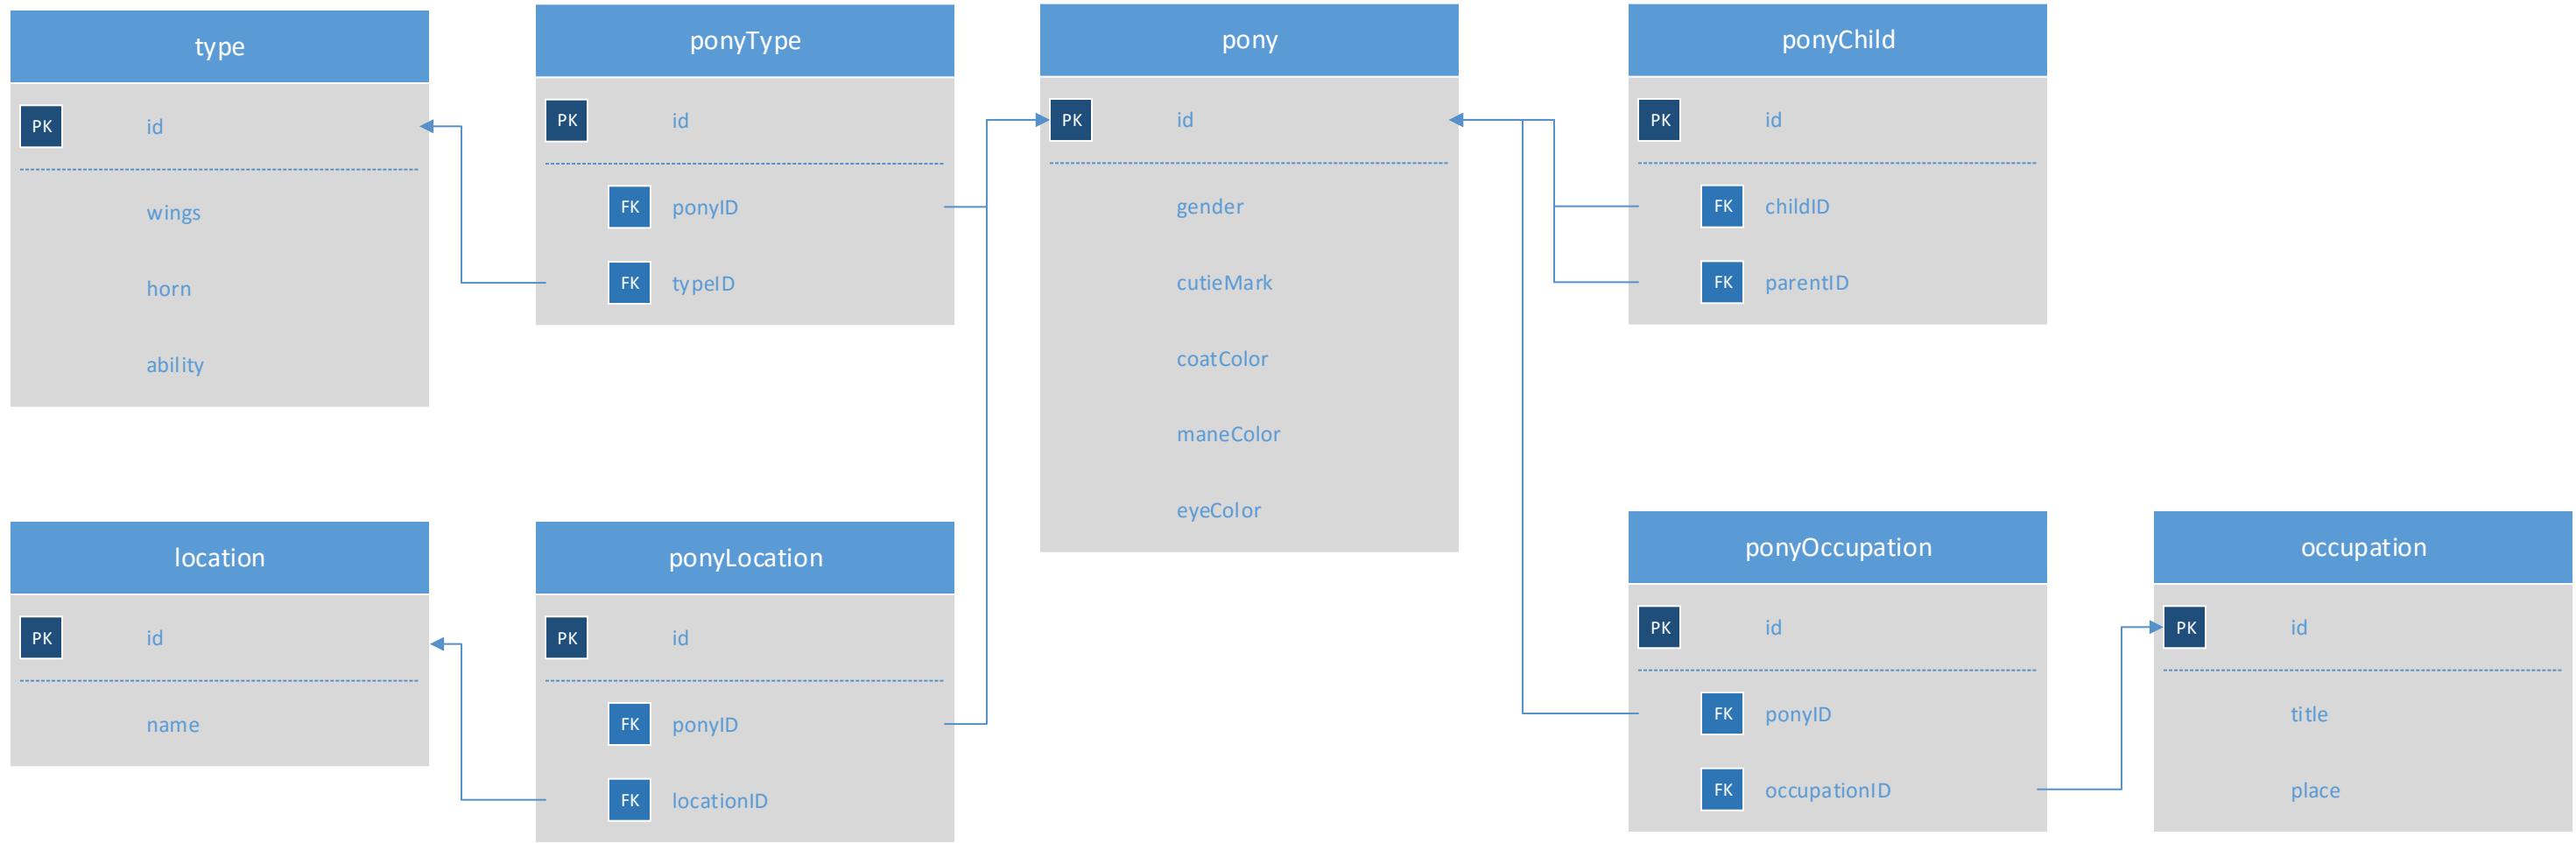 type
PK id
wings
horn
ability
ponyType
PK id
FK ponyID
FK typeID
pony
PK id
gender
cutieMark
coatColor
maneColor
eyeColor
ponyChild
PK id
FK childID
FK parentID
location
PK id
name
ponyLocation
PK id
FK ponyID
FK locationID
ponyOccupation
PK id
FK ponyID
FK occupationID
occupation
PK id
title
place